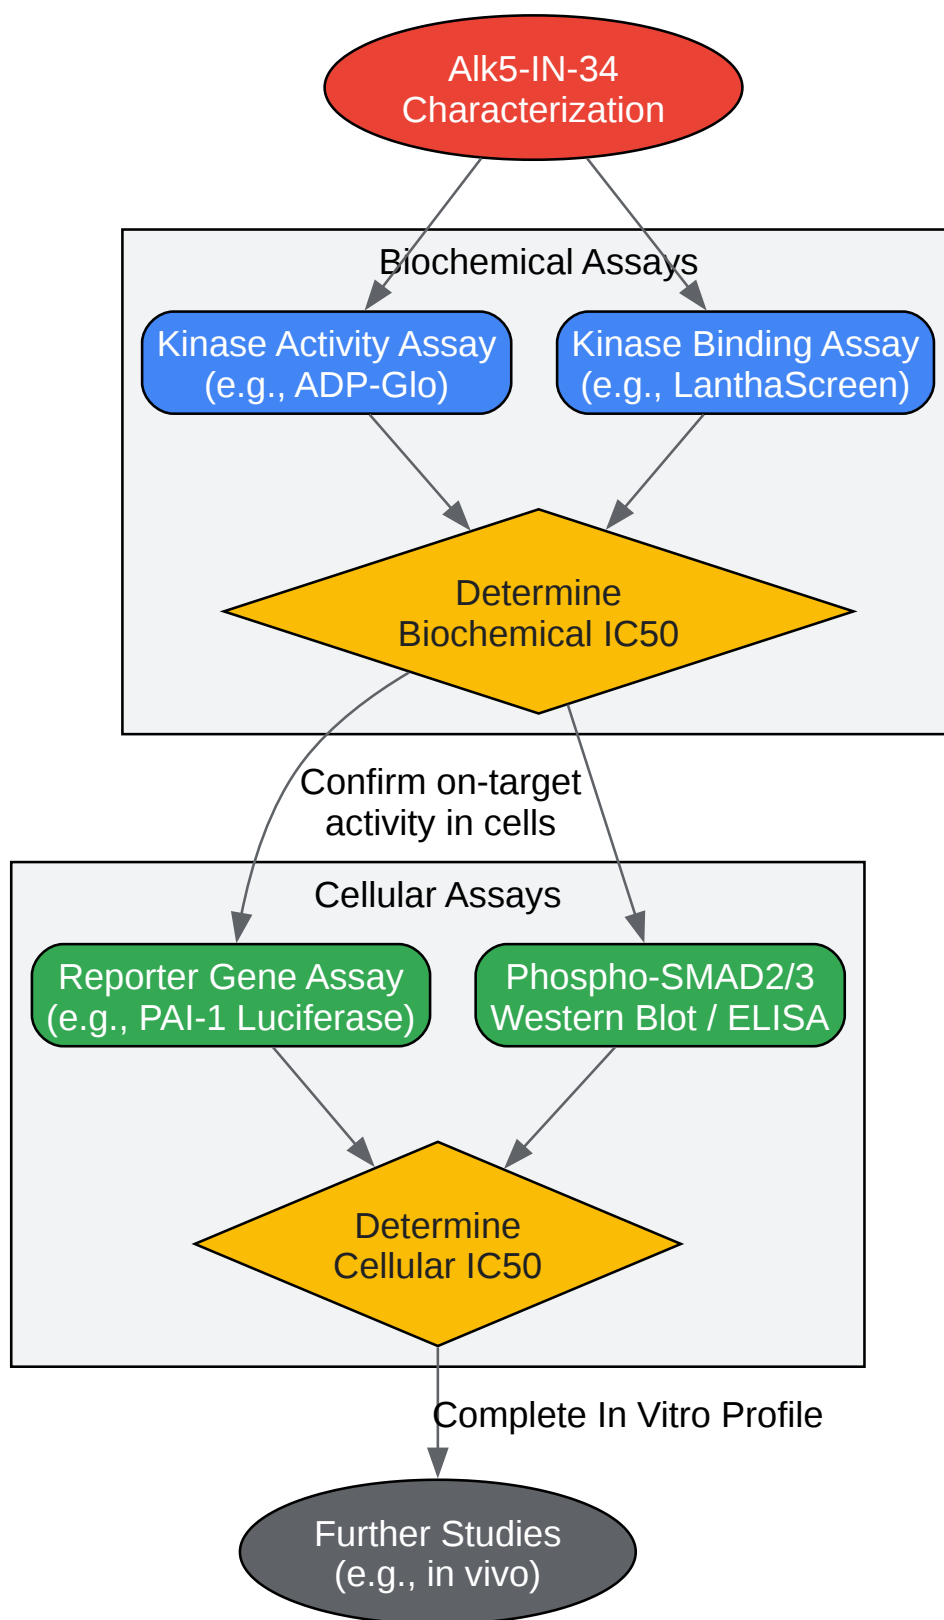 Alk5-IN-34
Characterization
Biochemical Assays
Kinase Activity Assay
(e.g., ADP-Glo)
Kinase Binding Assay
(e.g., LanthaScreen)
Determine
Biochemical IC50
Confirm on-target
activity in cells
Cellular Assays
Reporter Gene Assay
(e.g., PAI-1 Luciferase)
Phospho-SMAD2/3
Western Blot / ELISA
Determine
Cellular IC50
Complete In Vitro Profile
Further Studies
(e.g., in vivo)